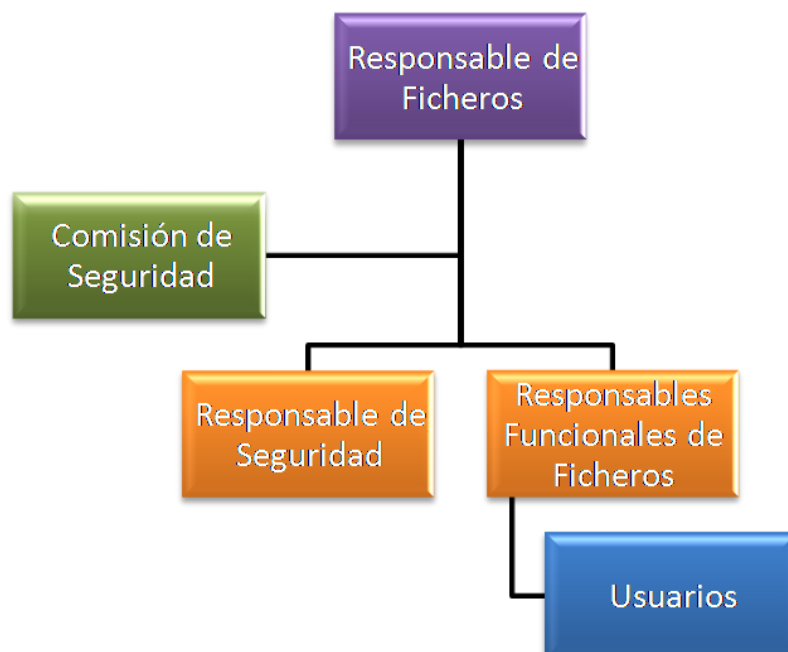 Responsable de
Ficheros
Comisión de
Seguridad
Responsable de
Seguridad
Responsables
Funcionales de
Ficheros
Usuarios